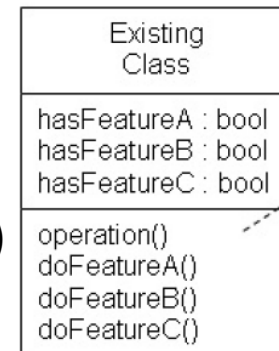 Existing
Class
hasFeatureA : bool
hasFeatureB : bool
hasFeatureC : bool
operation()
doFeatureA()
doFeatureB()
doFeatureC()